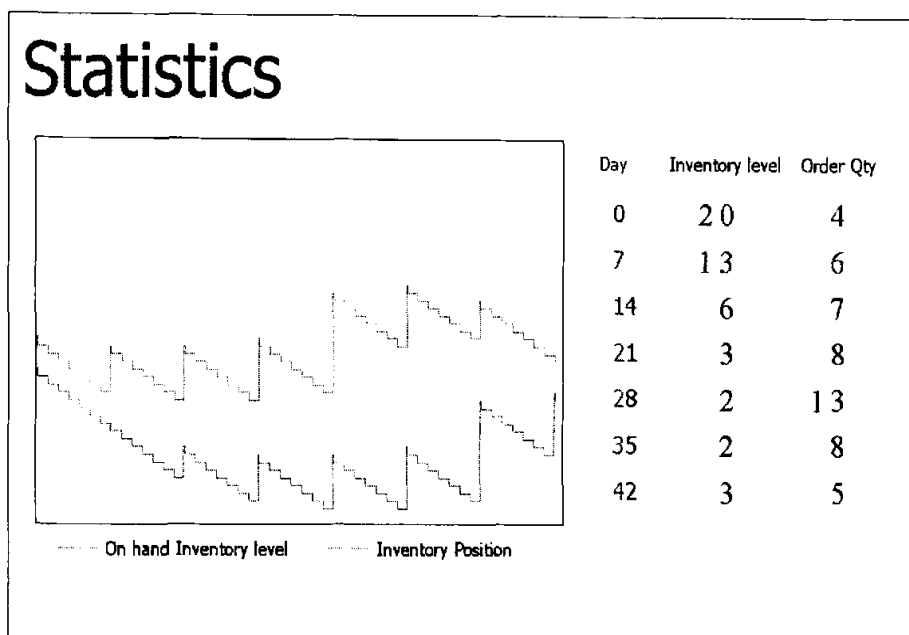 Statistics
Day Inventory level Order Qty
0 20 4
7 13 6
14 6 7
21 3 8
28 2 13
35 2 8
42 3 5
On hand Inventory level Inventory Position